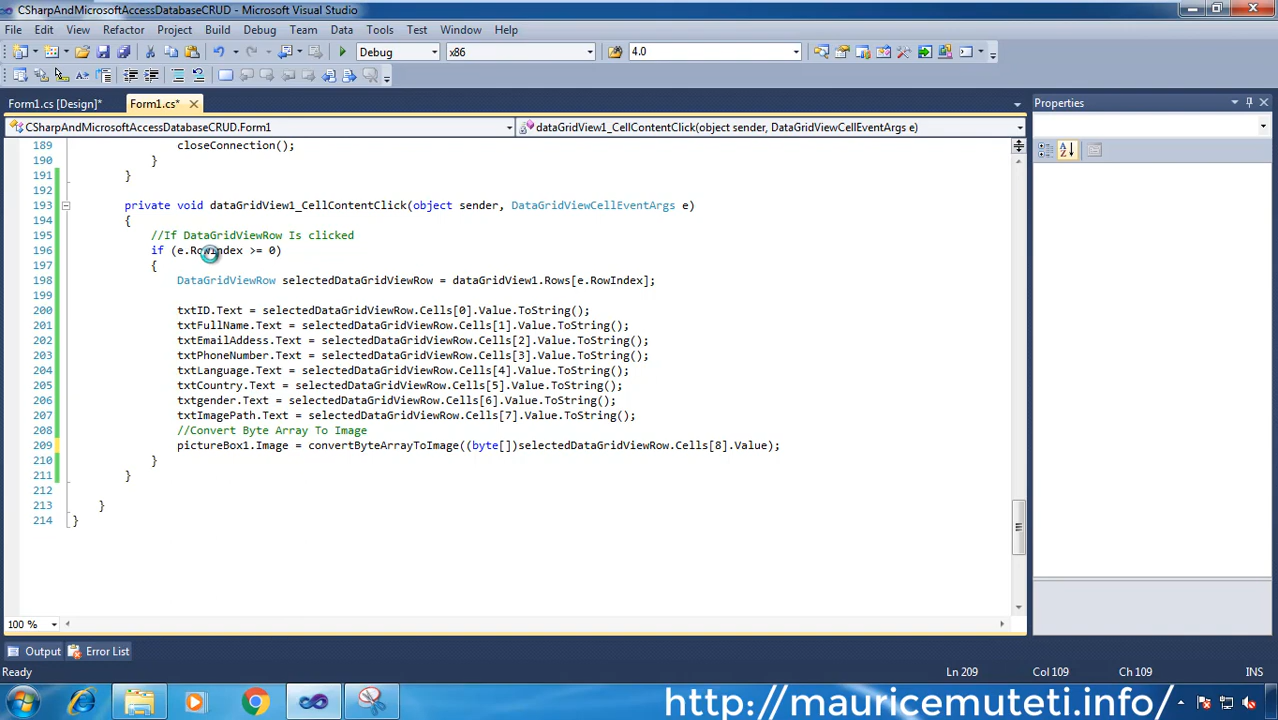 CSharpAndMicrosoftAccessDatabaseCRUD - Microsoft Visual Studio
File Edit View Refactor Project Build Debug Team Data Tools Test Window Help
Debug x86 4.0
Form1.cs [Design]* Form1.cs*
Properties
CSharpAndMicrosoftAccessDatabaseCRUD.Form1 dataGridView1_CellContentClick(object sender, DataGridViewCellEventArgs e)
189 closeConnection();
190 }
191 }
192
193 private void dataGridView1_CellContentClick(object sender, DataGridViewCellEventArgs e)
194 {
195 //If DataGridViewRow Is clicked
196 if (e.RowIndex >= 0)
197 {
198 DataGridViewRow selectedDataGridViewRow = dataGridView1.Rows[e.RowIndex];
199
200 txtID.Text = selectedDataGridViewRow.Cells[0].Value.ToString();
201 txtFullName.Text = selectedDataGridViewRow.Cells[1].Value.ToString();
202 txtEmailAddess.Text = selectedDataGridViewRow.Cells[2].Value.ToString();
203 txtPhoneNumber.Text = selectedDataGridViewRow.Cells[3].Value.ToString();
204 txtLanguage.Text = selectedDataGridViewRow.Cells[4].Value.ToString();
205 txtCountry.Text = selectedDataGridViewRow.Cells[5].Value.ToString();
206 txtgender.Text = selectedDataGridViewRow.Cells[6].Value.ToString();
207 txtImagePath.Text = selectedDataGridViewRow.Cells[7].Value.ToString();
208 //Convert Byte Array To Image
209 pictureBox1.Image = convertByteArrayToImage((byte[])selectedDataGridViewRow.Cells[8].Value);
210 }
211 }
212
213 }
214 }
100 %
Output Error List
Ready Ln 209 Col 109 Ch 109 INS
http://mauricemuteti.info/